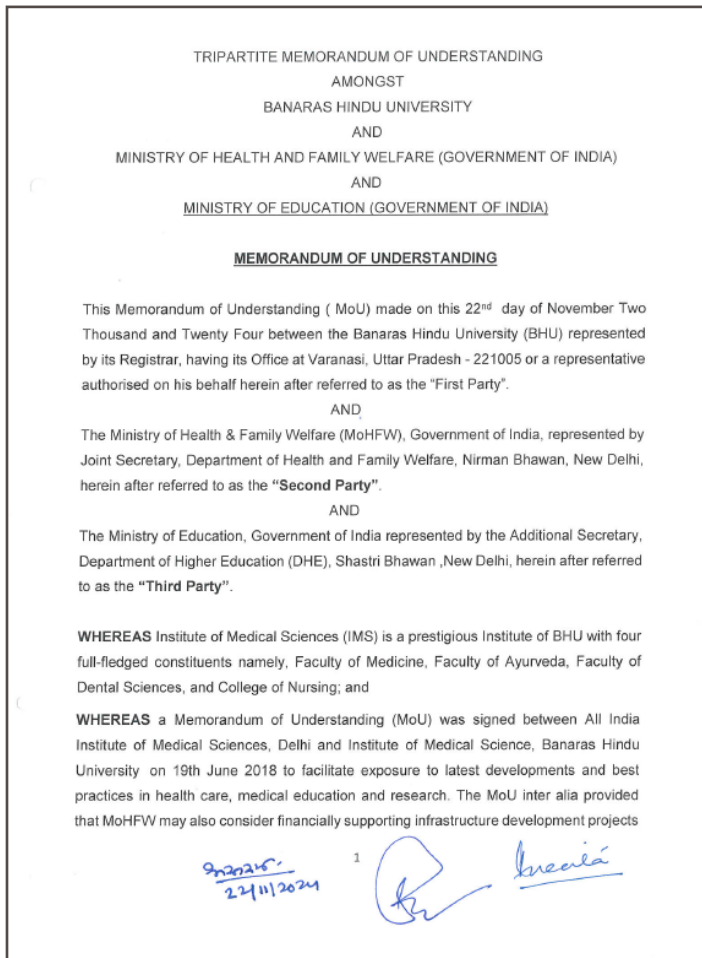 TRIPARTITE MEMORANDUM OF UNDERSTANDING
AMONGST
BANARAS HINDU UNIVERSITY
AND
MINISTRY OF HEALTH AND FAMILY WELFARE (GOVERNMENT OF INDIA)
AND
MINISTRY OF EDUCATION (GOVERNMENT OF INDIA)
MEMORANDUM OF UNDERSTANDING
This Memorandum of Understanding ( MoU) made on this 22nd day of November Two
Thousand and Twenty Four between the Banaras Hindu University (BHU) represented
by its Registrar, having its Office at Varanasi, Uttar Pradesh - 221005 or a representative
authorised on his behalf herein after referred to as the “First Party”.
AND
The Ministry of Health & Family Welfare (MoHFW), Government of India, represented by
Joint Secretary, Department of Health and Family Welfare, Nirman Bhawan, New Delhi,
herein after referred to as the “Second Party”.
AND
The Ministry of Education, Government of India represented by the Additional Secretary,
Department of Higher Education (DHE), Shastri Bhawan ,New Delhi, herein after referred
to as the “Third Party”.
WHEREAS Institute of Medical Sciences (IMS) is a prestigious Institute of BHU with four
full-fledged constituents namely, Faculty of Medicine, Faculty of Ayurveda, Faculty of
Dental Sciences, and College of Nursing; and
WHEREAS a Memorandum of Understanding (MoU) was signed between All India
Institute of Medical Sciences, Delhi and Institute of Medical Science, Banaras Hindu
University on 19th June 2018 to facilitate exposure to latest developments and best
practices in health care, medical education and research. The MoU inter alia provided
that MoHFW may also consider financially supporting infrastructure development projects
1
22/11/2024